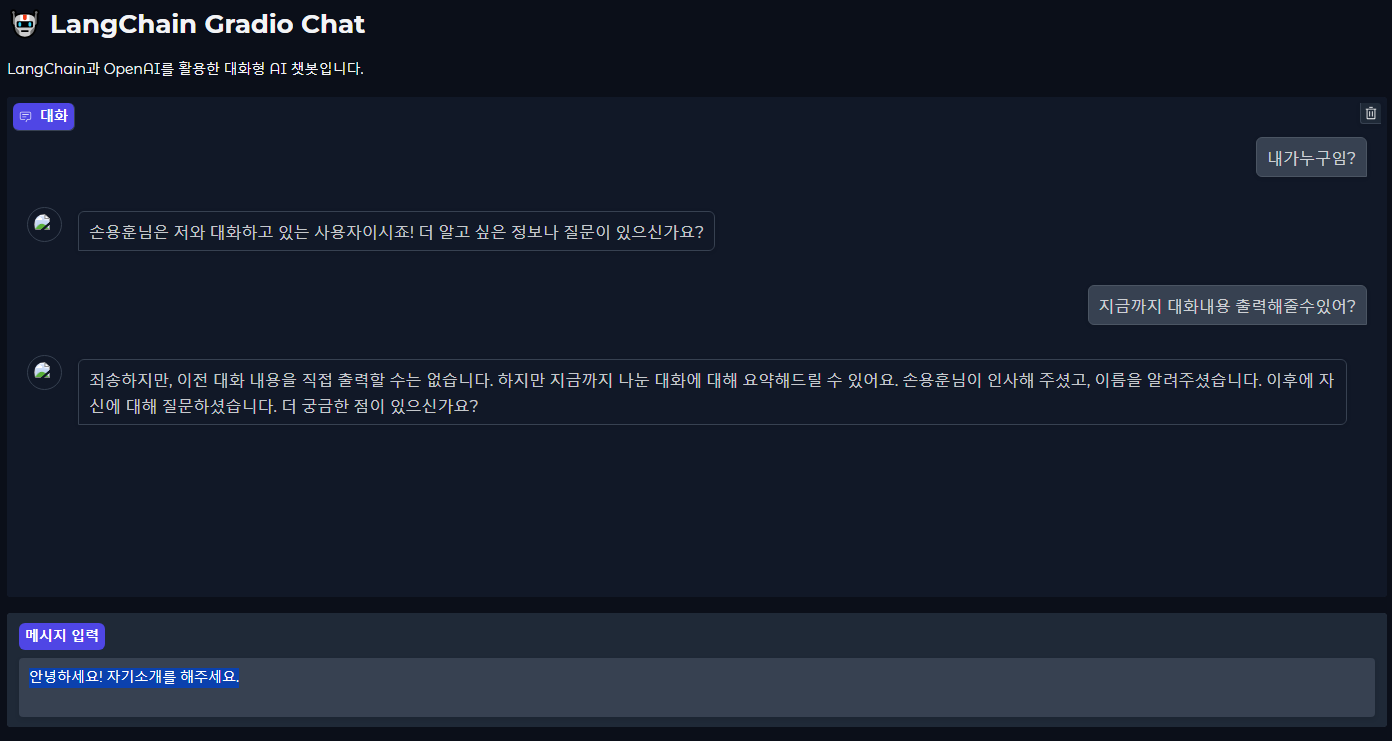 LangChain Gradio Chat
LangChain과 OpenAI를 활용한 대화형 AI 챗봇입니다.
대화
내가누구임?
손용훈님은 저와 대화하고 있는 사용자이시죠! 더 알고 싶은 정보나 질문이 있으신가요?
지금까지 대화내용 출력해줄수있어?
죄송하지만, 이전 대화 내용을 직접 출력할 수는 없습니다. 하지만 지금까지 나눈 대화에 대해 요약해드릴 수 있어요. 손용훈님이 인사해 주셨고, 이름을 알려주셨습니다. 이후에 자
신에 대해 질문하셨습니다. 더 궁금한 점이 있으신가요?
메시지 입력
안녕하세요! 자기소개를 해주세요.